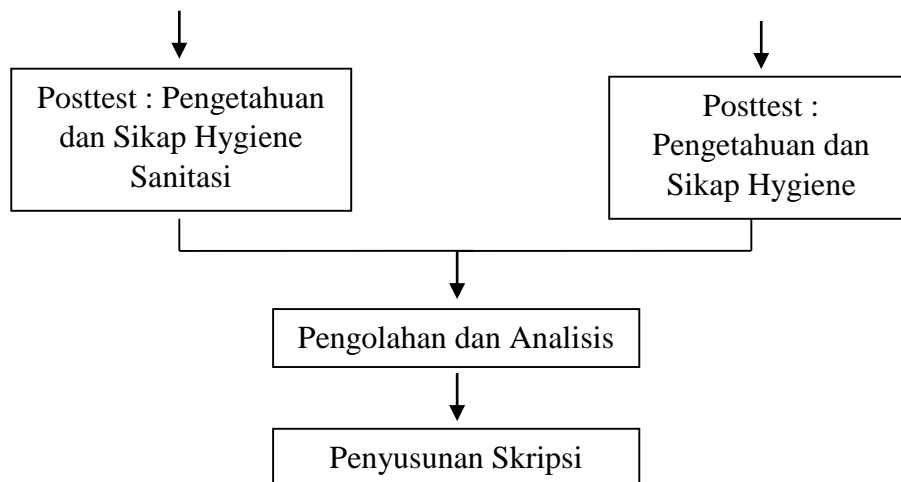 Posttest : Pengetahuan
dan Sikap Hygiene
Sanitasi
Posttest :
Pengetahuan dan
Sikap Hygiene
Pengolahan dan Analisis
Penyusunan Skripsi